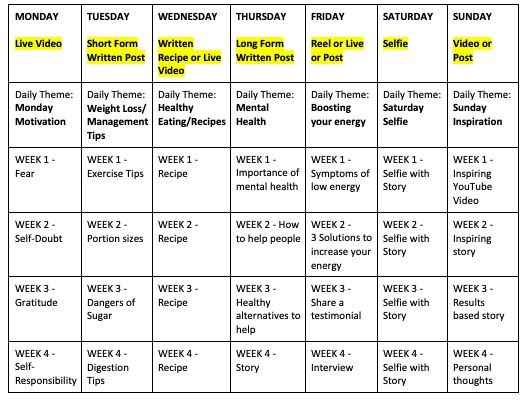 MONDAY
Live Video
TUESDAY
Short Form
Written Post
WEDNESDAY
Written
Recipe or Live
Video
THURSDAY
Long Form
Written Post
FRIDAY
Reel or Live
or Post
SATURDAY
Selfie
SUNDAY
Video or
Post
Daily Theme:
Monday
Motivation
Daily Theme:
Weight Loss/
Management
Tips
Daily Theme:
Healthy
Eating/Recipes
Daily Theme:
Mental
Health
Daily Theme:
Boosting
your energy
Daily Theme:
Saturday
Selfie
Daily Theme:
Sunday
Inspiration
WEEK 1 -
Fear
WEEK 1 -
Exercise Tips
WEEK 1 -
Recipe
WEEK 1 -
Importance of
mental health
WEEK 1 -
Symptoms of
low energy
WEEK 1 -
Selfie with
Story
WEEK 1 -
Inspiring
YouTube
Video
WEEK 2 -
Self-Doubt
WEEK 2 -
Portion sizes
WEEK 2 -
Recipe
WEEK 2 - How
to help people
WEEK 2 -
3 Solutions to
increase your
energy
WEEK 2 -
Selfie with
Story
WEEK 2 -
Inspiring
story
WEEK 3 -
Gratitude
WEEK 3 -
Dangers of
Sugar
WEEK 3 -
Recipe
WEEK 3 -
Healthy
alternatives to
help
WEEK 3 -
Share a
testimonial
WEEK 3 -
Selfie with
Story
WEEK 3 -
Results
based story
WEEK 4 -
Self-
Responsibility
WEEK 4 -
Digestion
Tips
WEEK 4 -
Recipe
WEEK 4 -
Story
WEEK 4 -
Interview
WEEK 4 -
Selfie with
Story
WEEK 4 -
Personal
thoughts